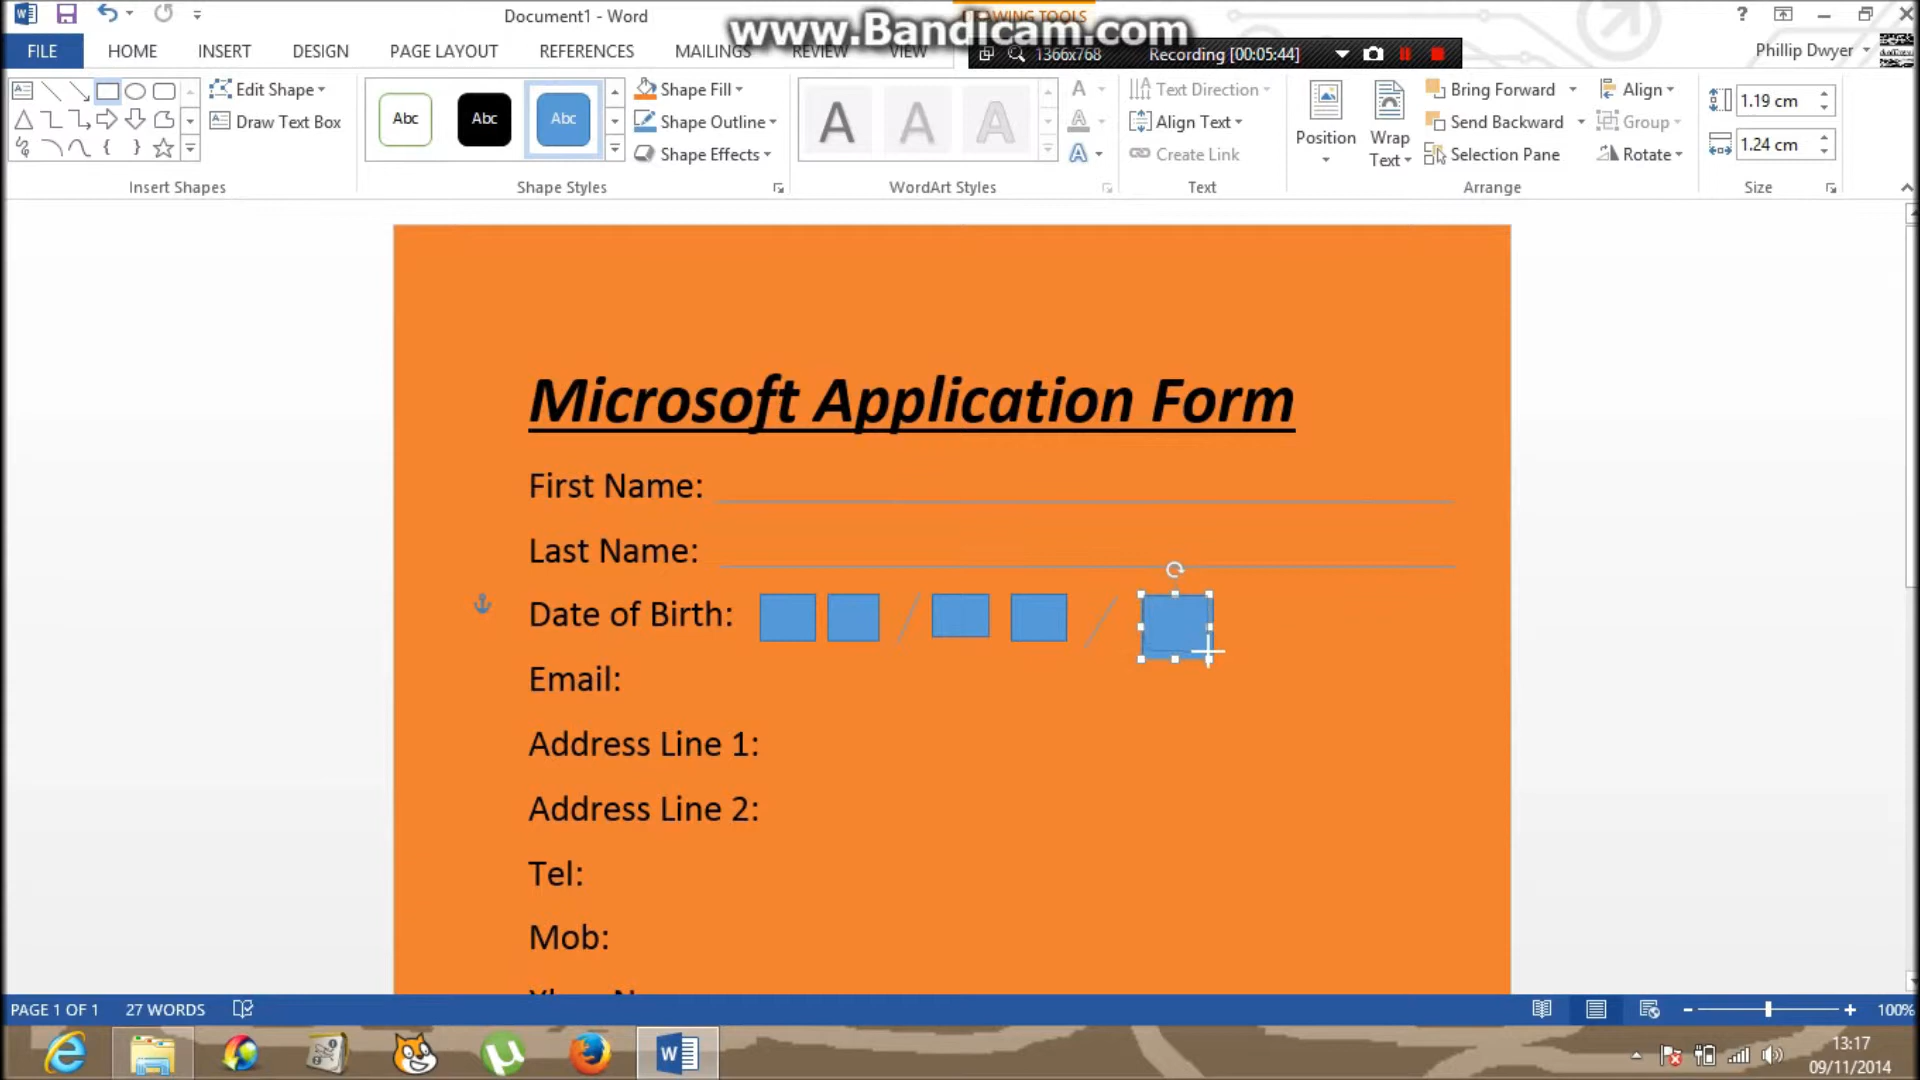 Document1 - Word
DRAWING TOOLS
www.Bandicam.com
?
FILE
HOME
INSERT
DESIGN
PAGE LAYOUT
REFERENCES
MAILINGS
REVIEW
VIEW
1366x768
Recording [00:05:44]
Phillip Dwyer
Edit Shape
Draw Text Box
Insert Shapes
Abc
Abc
Abc
Shape Fill
Shape Outline
Shape Effects
Shape Styles
A
A
A
WordArt Styles
Text Direction
Align Text
Create Link
Text
Position
Wrap
Text
Bring Forward
Send Backward
Selection Pane
Align
Group
Rotate
Arrange
1.19 cm
1.24 cm
Size
Microsoft Application Form
First Name:
Last Name:
Date of Birth:
Email:
Address Line 1:
Address Line 2:
Tel:
Mob:
PAGE 1 OF 1
27 WORDS
100%
13:17
09/11/2014